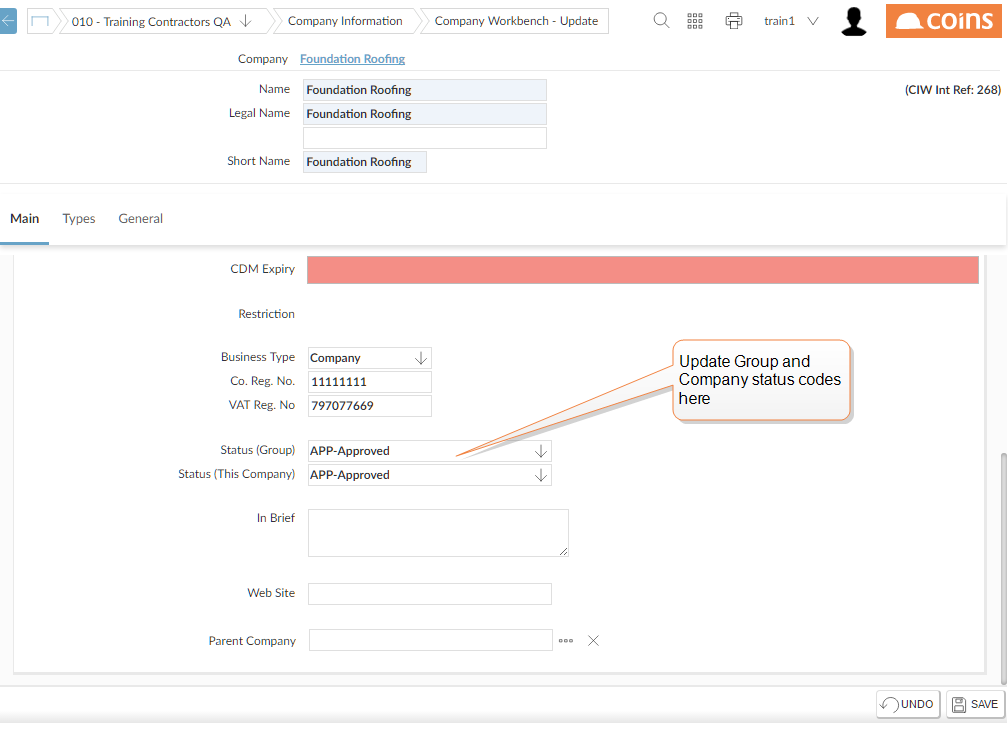 010 - Training Contractors QA
Company Information
Company Workbench - Update
train1
coins
Company Foundation Roofing
Name Foundation Roofing
(CIW Int Ref: 268)
Legal Name Foundation Roofing
Short Name Foundation Roofing
Main Types General
CDM Expiry
Restriction
Business Type Company
Co. Reg. No. 11111111
VAT Reg. No 797077669
Update Group and
Company status codes
here
Status (Group) APP-Approved
Status (This Company) APP-Approved
In Brief
Web Site
Parent Company
UNDO SAVE